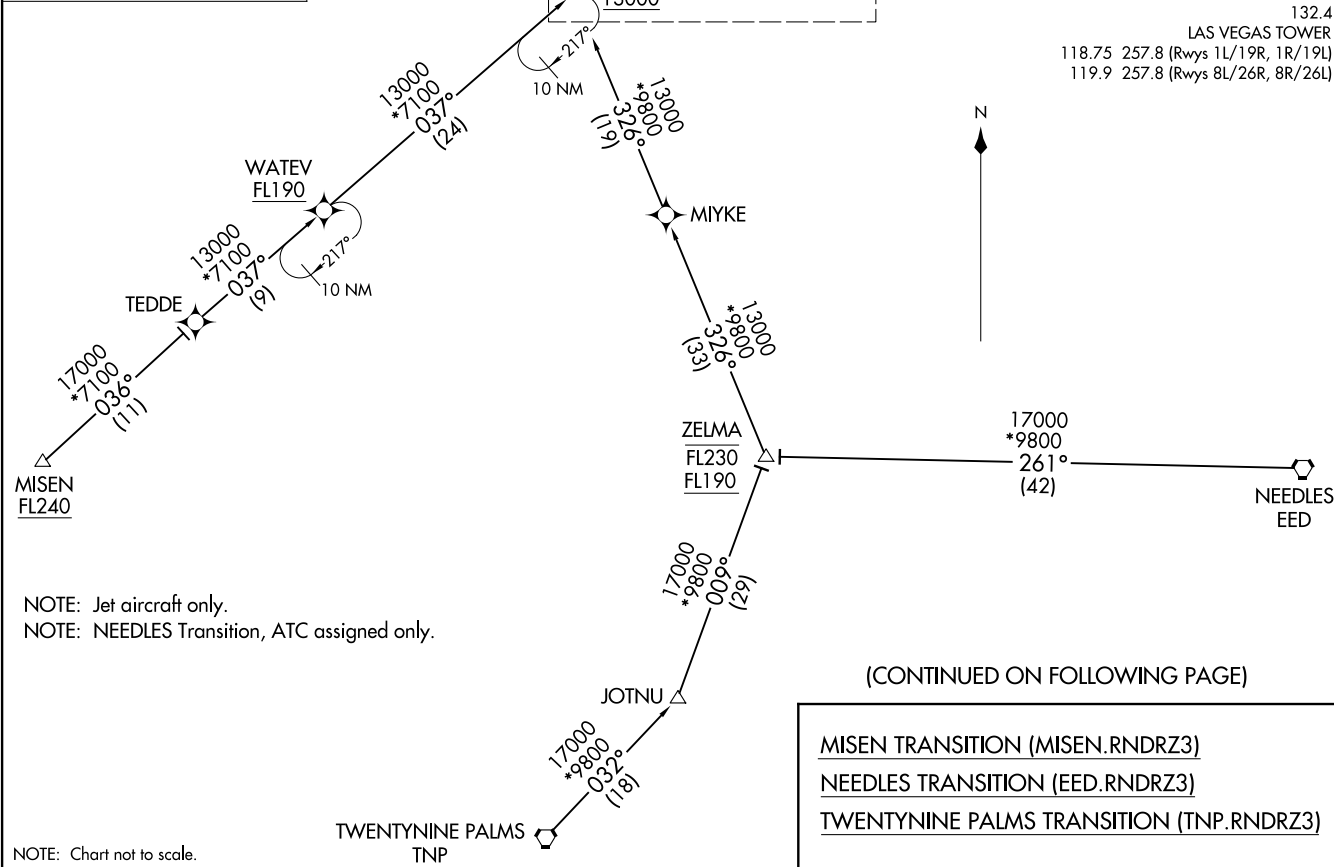 13000
132.4
LAS VEGAS TOWER
118.75 257.8 (Rwys 1L/19R, 1R/19L)
119.9 257.8 (Rwys 8L/26R, 8R/26L)
217°
10 NM
13000
*7100
037°
(24)
13000
*9800
326°
(19)
N
WATEV
FL190
217°
10 NM
MIYKE
13000
*7100
037°
(9)
TEDDE
17000
*7100
036°
(11)
MISEN
FL240
13000
*9800
326°
(33)
ZELMA
FL230
FL190
17000
*9800
261°
(42)
NEEDLES
EED
17000
*9800
009°
(29)
NOTE: Jet aircraft only.
NOTE: NEEDLES Transition, ATC assigned only.
JOTNU
17000
*9800
032°
(18)
TWENTYNINE PALMS
TNP
(CONTINUED ON FOLLOWING PAGE)
MISEN TRANSITION (MISEN.RNDRZ3)
NEEDLES TRANSITION (EED.RNDRZ3)
TWENTYNINE PALMS TRANSITION (TNP.RNDRZ3)
NOTE: Chart not to scale.